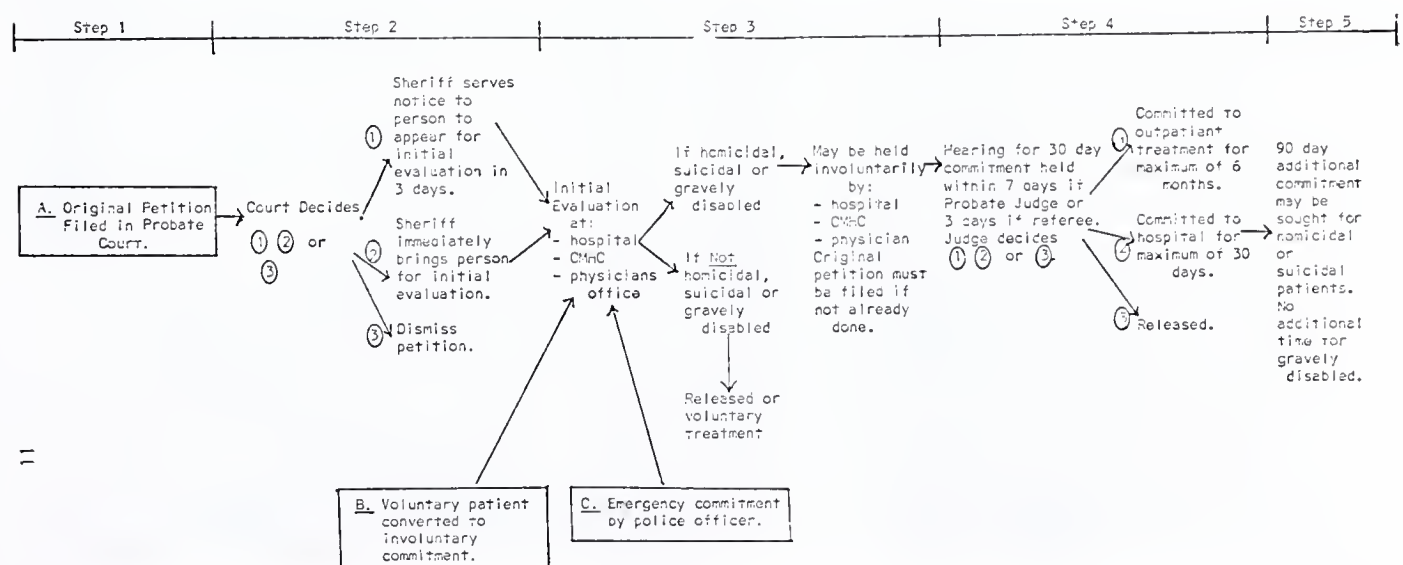 Step 1
Step 2
Step 3
Step 4
Step 5
A. Original Petition
Filed in Probate
Court.
Court Decides
① ② or
③
Sheriff serves
notice to
person to
① appear for
initial
evaluation in
3 days.
Sheriff
② immediately
brings person
for initial
evaluation.
③ Dismiss
petition.
Initial
Evaluation
at:
- hospital
- CMHC
- physicians
office
If homicidal,
suicidal or
gravely
disabled
If Not
homicidal,
suicidal or
gravely
disabled
Released or
voluntary
treatment
May be held
involuntarily
by:
- hospital
- CMHC
- physician
Original
petition must
be filed if
not already
done.
Hearing for 30 day
commitment held
within 7 days if
Probate Judge or
3 days if referee.
Judge decides
① ② or ③.
Committed to
① outpatient
treatment for
maximum of 6
months.
Committed to
② hospital for
maximum of 30
days.
③ Released.
90 day
additional
commitment
may be
sought for
homicidal
or
suicidal
patients.
No
additional
time for
gravely
disabled.
B. Voluntary patient
converted to
involuntary
commitment.
C. Emergency commitment
by police officer.
11